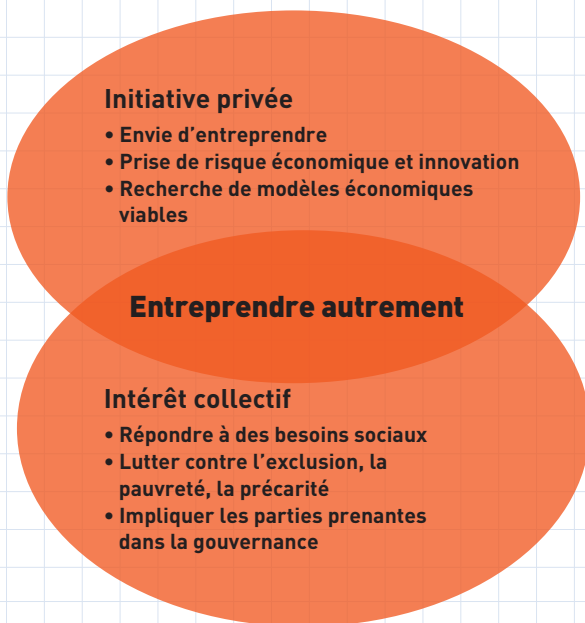 Initiative privée
• Envie d’entreprendre
• Prise de risque économique et innovation
• Recherche de modèles économiques
viables
Entreprendre autrement
Intérêt collectif
• Répondre à des besoins sociaux
• Lutter contre l’exclusion, la
pauvreté, la précarité
• Impliquer les parties prenantes
dans la gouvernance